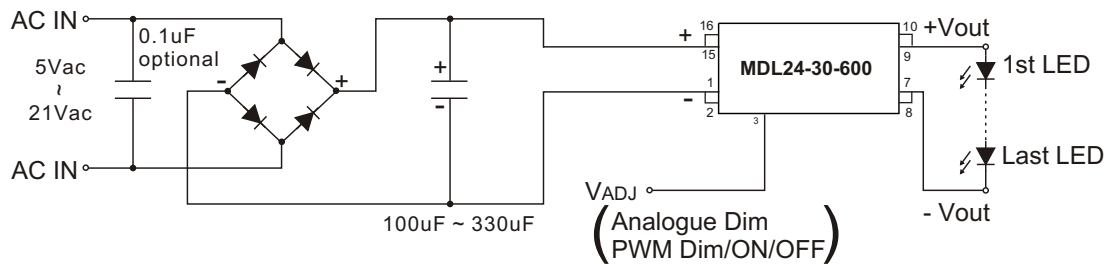 AC IN
0.1uF
optional
5Vac
~
21Vac
AC IN
-
+
+
-
100uF ~ 330uF
+
-
16
15
1
2
3
MDL24-30-600
10
9
7
8
+Vout
1st LED
Last LED
- Vout
VADJ
(Analogue Dim
PWM Dim/ON/OFF)